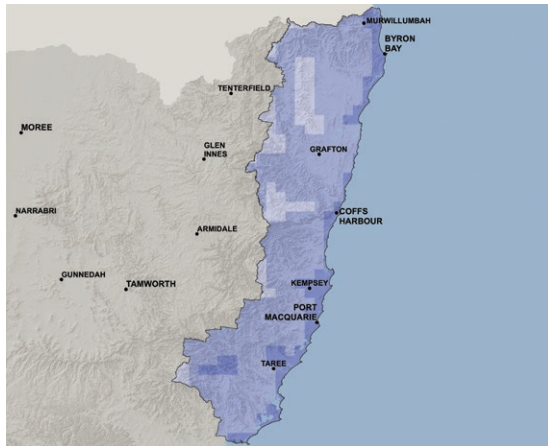 MURWILLUMBAH
BYRON
BAY
TENTERFIELD
MOREE
GLEN
INNES
GRAFTON
NARRABRI
COFFS
HARBOUR
ARMIDALE
GUNNEDAH
TAMWORTH
KEMPSEY
PORT
MACQUARIE
TAREE